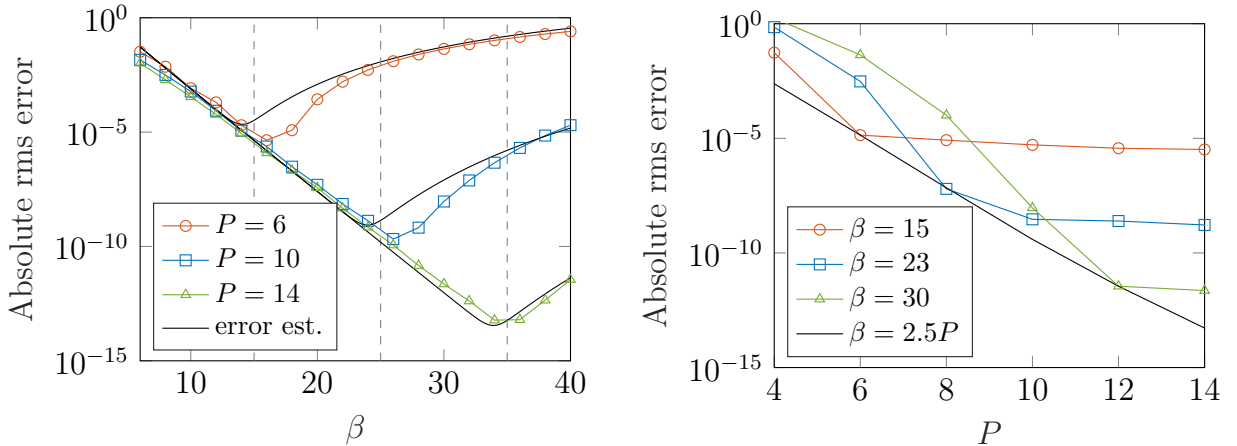 Absolute rms error
10^0
10^{-5}
10^{-10}
10^{-15}
P = 6
P = 10
P = 14
error est.
10
20
30
40
β
Absolute rms error
10^0
10^{-5}
10^{-10}
10^{-15}
β = 15
β = 23
β = 30
β = 2.5P
4
6
8
10
12
14
P